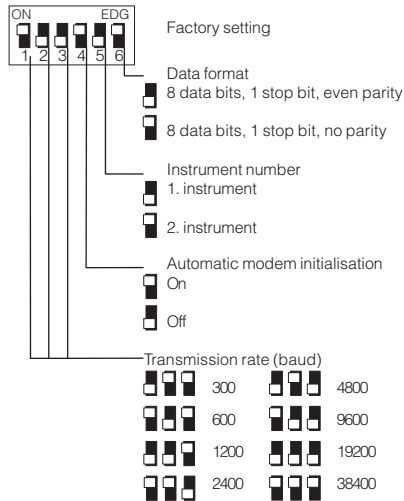 ON EDG
1 2 3 4 5 6
Factory setting
Data format
8 data bits, 1 stop bit, even parity
8 data bits, 1 stop bit, no parity
Instrument number
1. instrument
2. instrument
Automatic modem initialisation
On
Off
Transmission rate (baud)
300 4800
600 9600
1200 19200
2400 38400